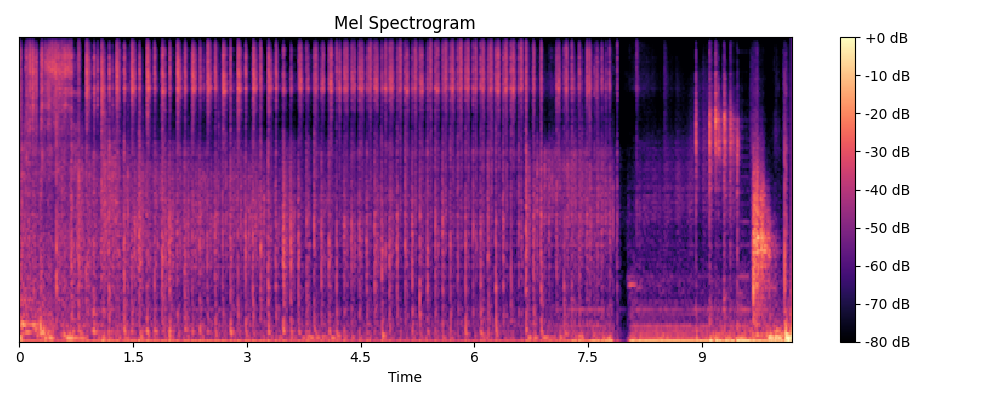 Mel Spectrogram
+0 dB
-10 dB
-20 dB
-30 dB
-40 dB
-50 dB
-60 dB
-70 dB
-80 dB
0 1.5 3 4.5 6 7.5 9
Time